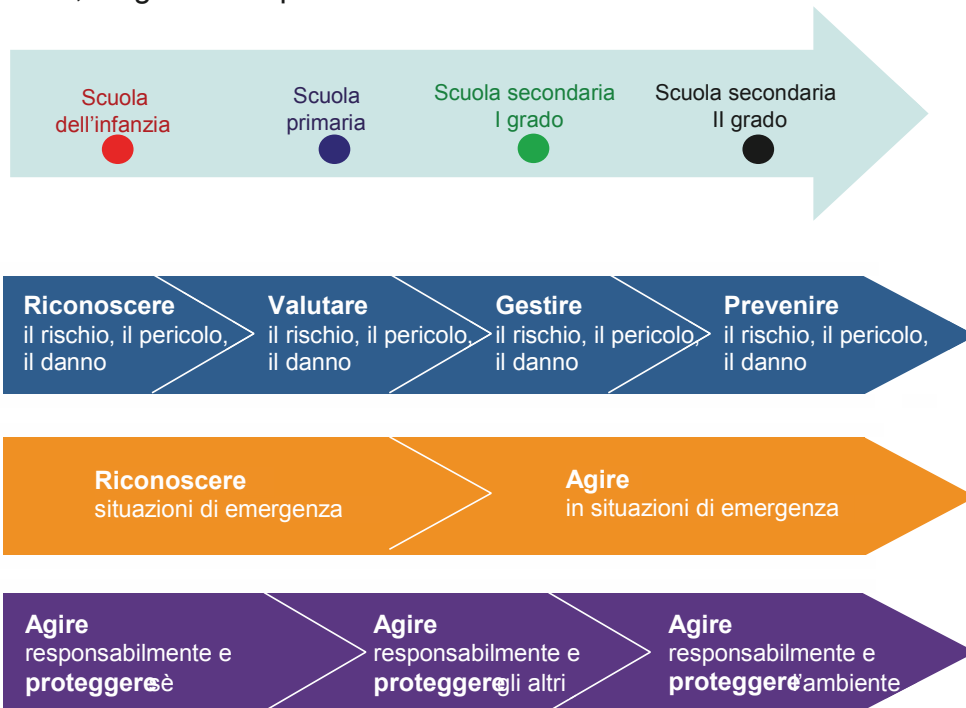 Scuola
dell'infanzia
Scuola
primaria
Scuola secondaria
I grado
Scuola secondaria
II grado
Riconoscere
il rischio, il pericolo,
il danno
Valutare
il rischio, il pericolo,
il danno
Gestire
il rischio, il pericolo,
il danno
Prevenire
il rischio, il pericolo,
il danno
Riconoscere
situazioni di emergenza
Agire
in situazioni di emergenza
Agire
responsabilmente e
proteggere sè
Agire
responsabilmente e
proteggere gli altri
Agire
responsabilmente e
proteggere l'ambiente